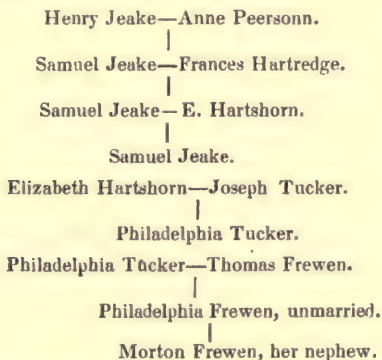 Henry Jeake—Anne Peersonn.
Samuel Jeake—Frances Hartredge.
Samuel Jeake—E. Hartshorn.
Samuel Jeake.
Elizabeth Hartshorn—Joseph Tucker.
Philadelphia Tucker.
Philadelphia Tucker—Thomas Frewen.
Philadelphia Frewen, unmarried.
Morton Frewen, her nephew.